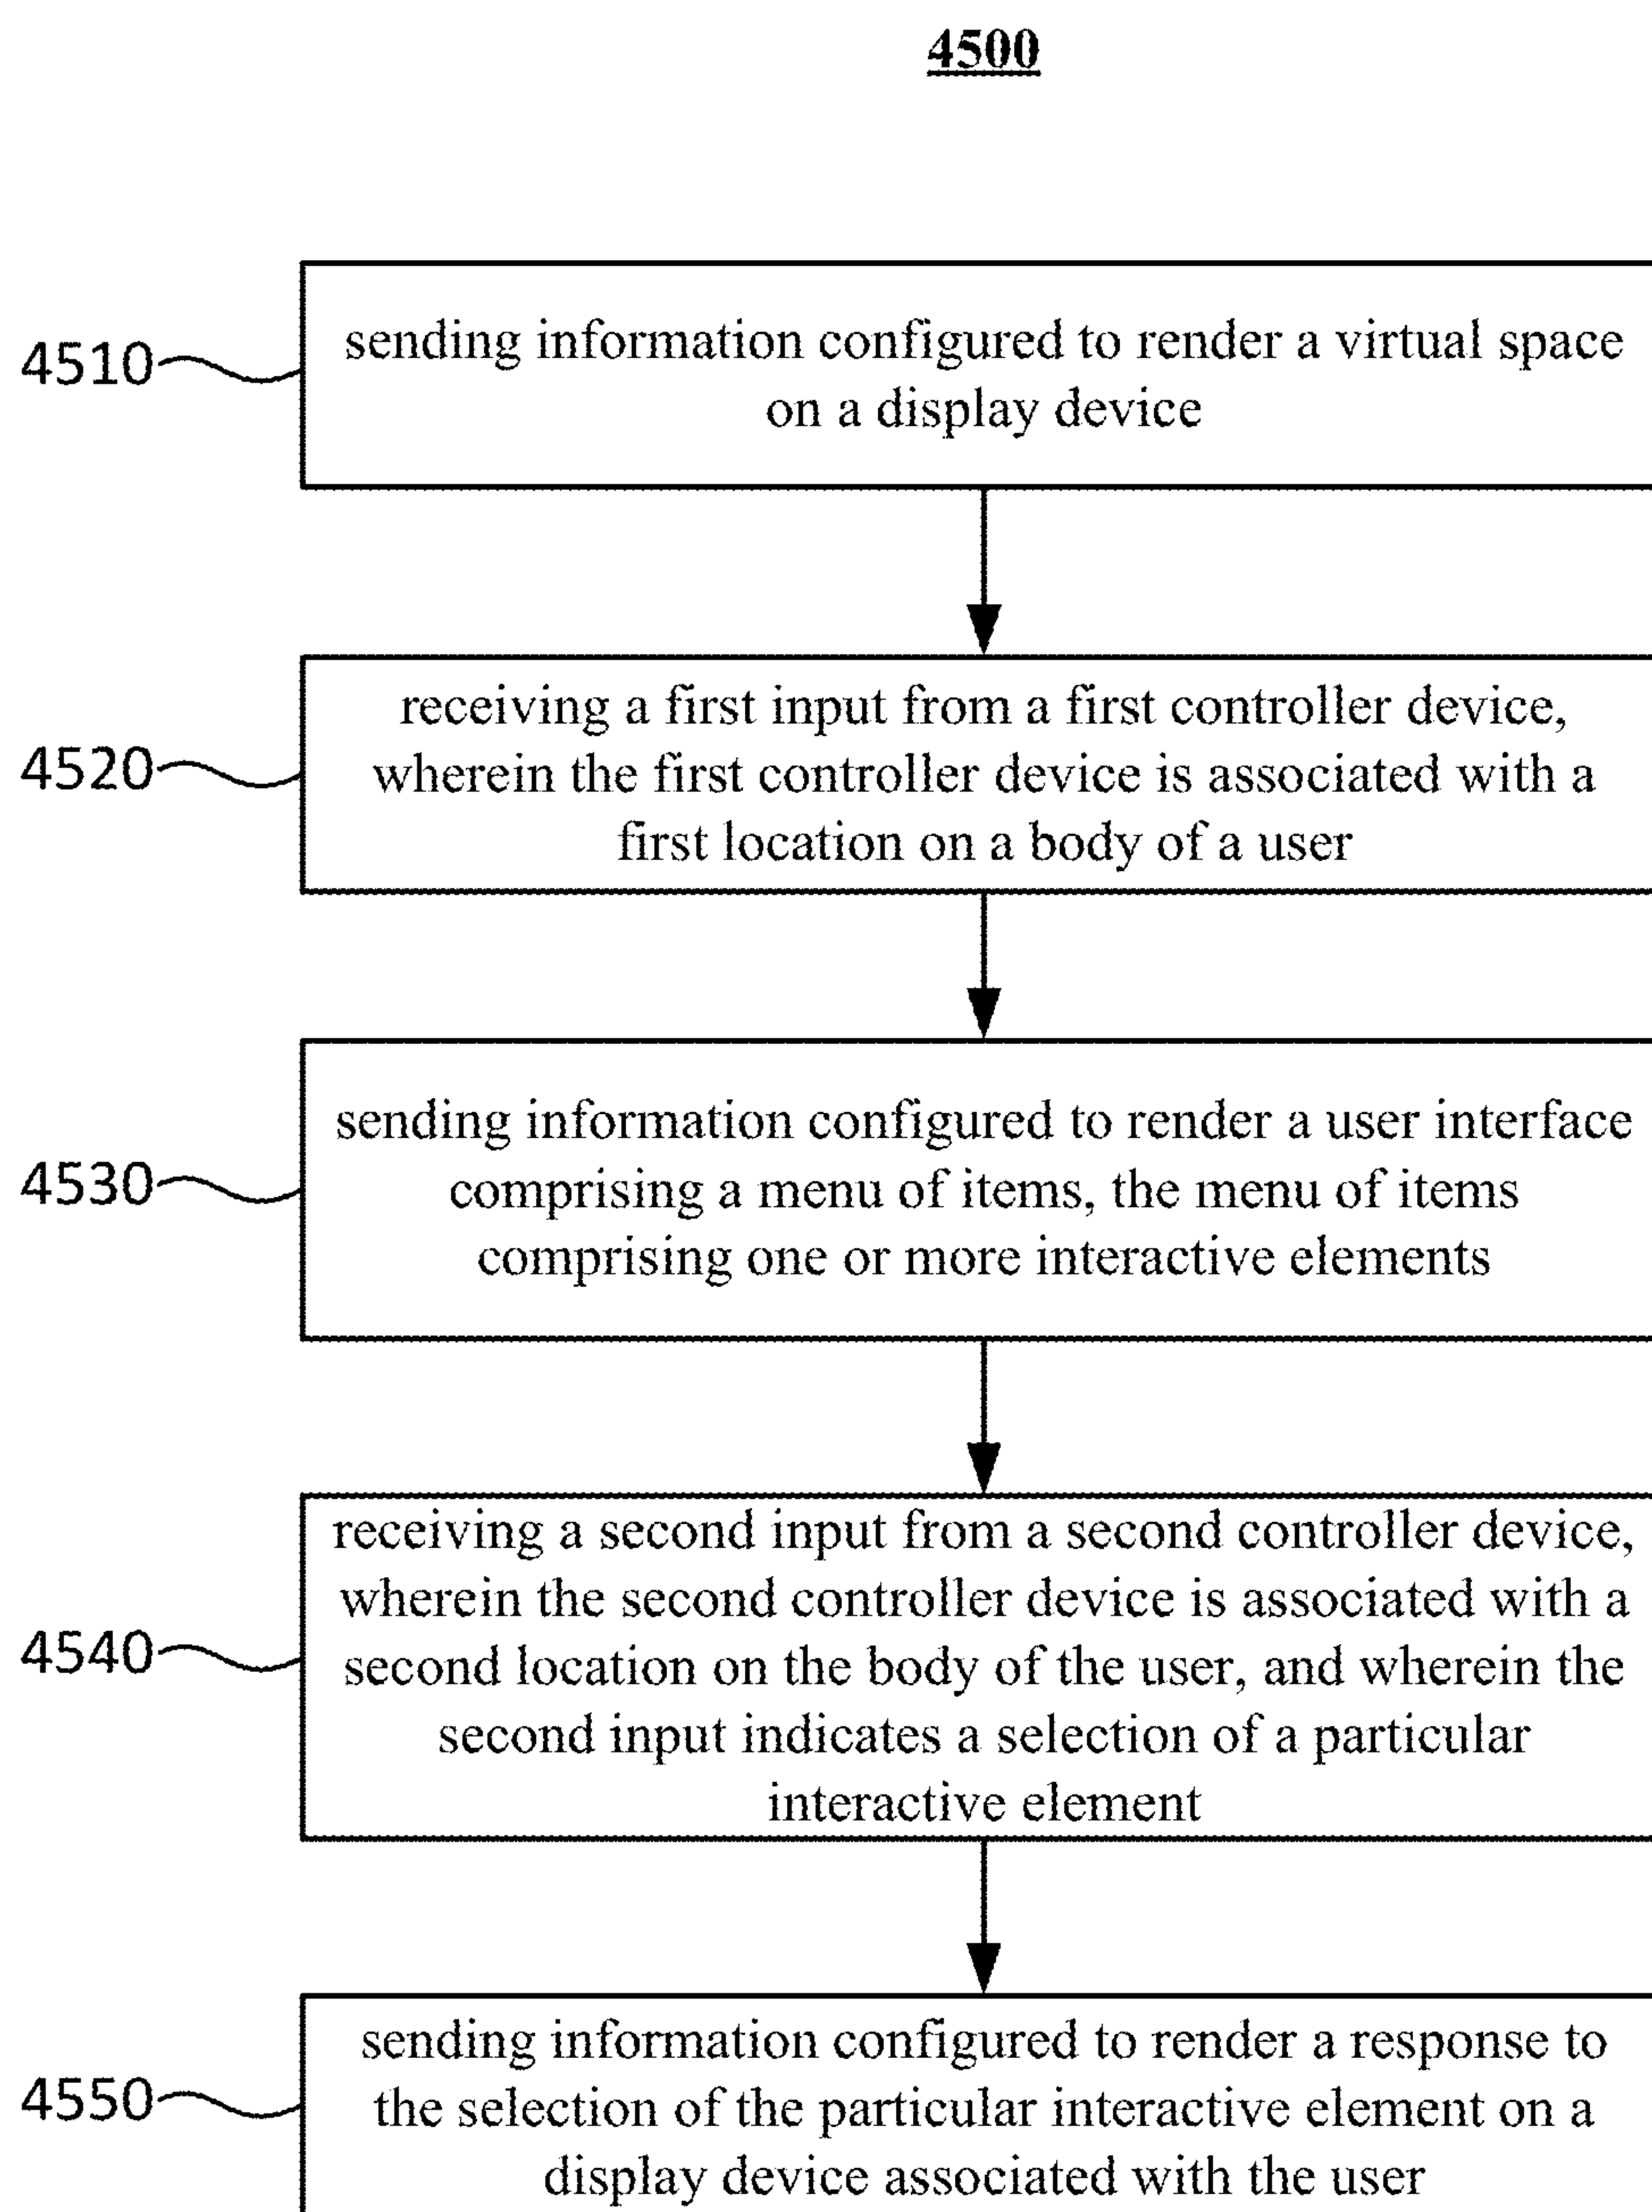 4500
4510
sending information configured to render a virtual space
on a display device
4520
receiving a first input from a first controller device,
wherein the first controller device is associated with a
first location on a body of a user
4530
sending information configured to render a user interface
comprising a menu of items, the menu of items
comprising one or more interactive elements
4540
receiving a second input from a second controller device,
wherein the second controller device is associated with a
second location on the body of the user, and wherein the
second input indicates a selection of a particular
interactive element
4550
sending information configured to render a response to
the selection of the particular interactive element on a
display device associated with the user